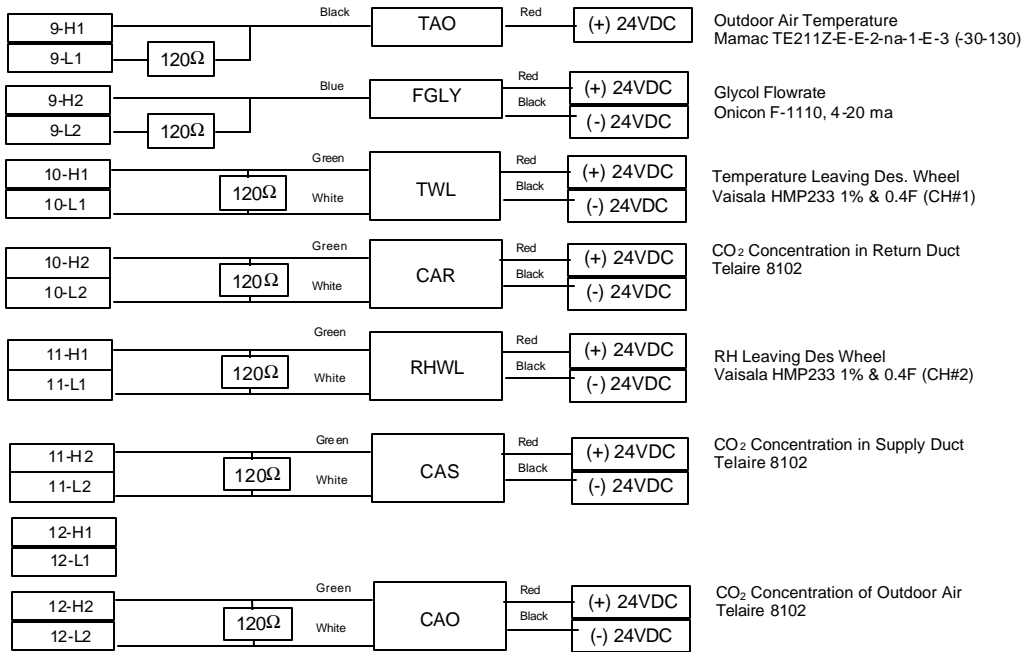 Black Red
9-H1 TAO (+) 24VDC Outdoor Air Temperature
Mamac TE211Z-E-E-2-na-1-E-3 (-30-130)
9-L1 120Ω
Blue Red
9-H2 FGLY (+) 24VDC Glycol Flowrate
Black
9-L2 120Ω (-) 24VDC Onicon F-1110, 4-20 ma
Green Red
10-H1 (+) 24VDC Temperature Leaving Des. Wheel
120Ω TWL
10-L1 White Black (-) 24VDC Vaisala HMP233 1% & 0.4F (CH#1)
Green Red
10-H2 (+) 24VDC CO₂ Concentration in Return Duct
Telaire 8102
120Ω CAR
10-L2 White Black (-) 24VDC
Green Red
11-H1 (+) 24VDC RH Leaving Des Wheel
120Ω RHWL
11-L1 White Black (-) 24VDC Vaisala HMP233 1% & 0.4F (CH#2)
Green Red
11-H2 (+) 24VDC CO₂ Concentration in Supply Duct
Telaire 8102
120Ω CAS
11-L2 White Black (-) 24VDC
12-H1
12-L1
Green Red
12-H2 (+) 24VDC CO₂ Concentration of Outdoor Air
Telaire 8102
120Ω CAO
12-L2 White Black (-) 24VDC